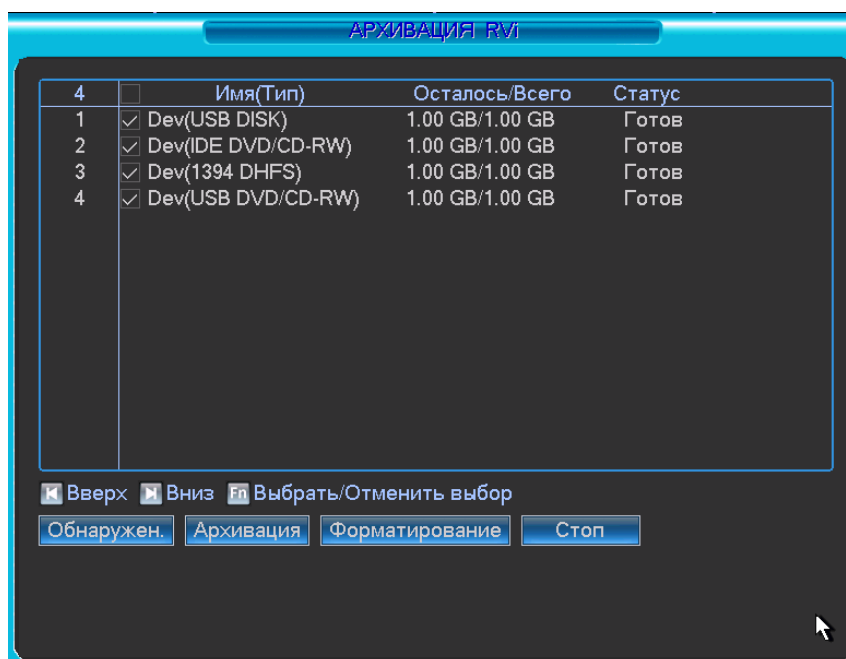 АРХИВАЦИЯ RVi
4 Имя(Тип) Осталось/Всего Статус
1 Dev(USB DISK) 1.00 GB/1.00 GB Готов
2 Dev(IDE DVD/CD-RW) 1.00 GB/1.00 GB Готов
3 Dev(1394 DHFS) 1.00 GB/1.00 GB Готов
4 Dev(USB DVD/CD-RW) 1.00 GB/1.00 GB Готов
Вверх Вниз Fn Выбрать/Отменить выбор
Обнаружен. Архивация Форматирование Стоп